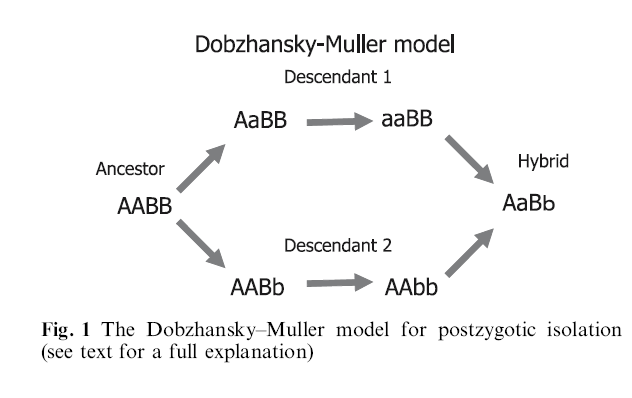 Dobzhansky-Muller model
Descendant 1
AaBB
aaBB
Ancestor
Hybrid
AABB
AaBb
Descendant 2
AABb
AAbb
Fig. 1 The Dobzhansky–Muller model for postzygotic isolation
(see text for a full explanation)